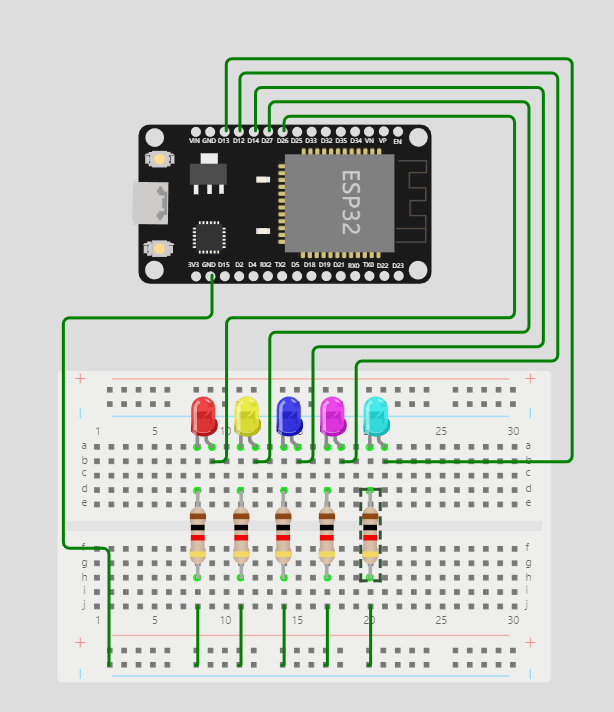 VIN GND D13 D12 D14 D27 D26 D25 D33 D32 D35 D34 VN VP EN
ESP32
3V3 GND D15 D2 D4 RX2 TX2 D5 D18 D19 D21 RX0 TX0 D22 D23
+ +
1 5 10 15 25 30
a a
b b
c c
d d
e e
f f
g g
h h
i i
j j
1 5 10 15 20 25 30
+ +